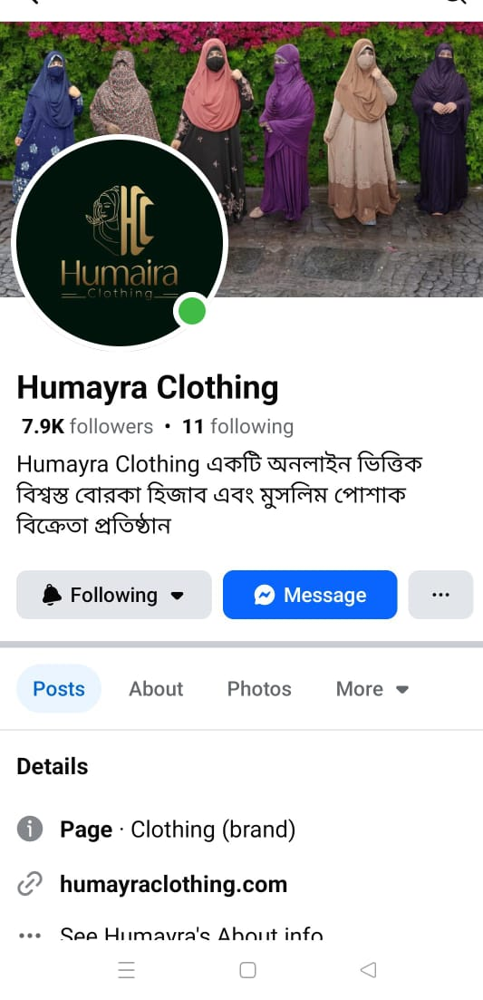 HC
Humaira
Clothing
Humayra Clothing
7.9K followers • 11 following
Humayra Clothing একটি অনলাইন ভিত্তিক
বিশ্বস্ত বোরকা হিজাব এবং মুসলিম পোশাক
বিক্রেতা প্রতিষ্ঠান
Following
Message
Posts
About
Photos
More
Details
Page · Clothing (brand)
humayraclothing.com
See Humayra's About info